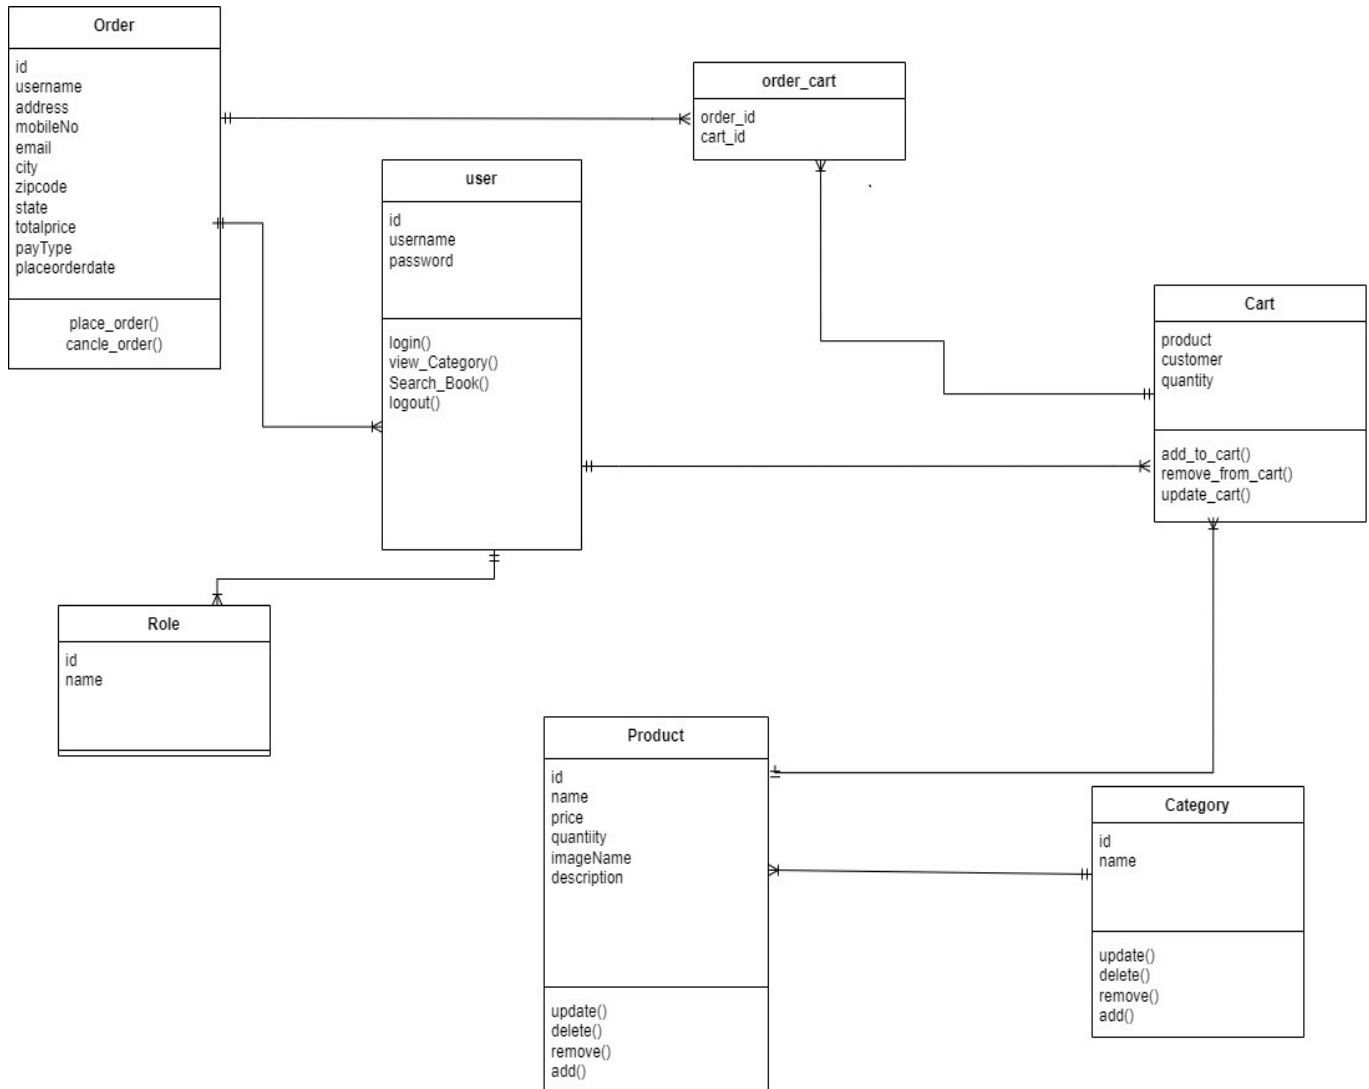 Order
id
username
address
mobileNo
email
city
zipcode
state
totalprice
payType
placeorderdate
place_order()
cancle_order()
order_cart
order_id
cart_id
user
id
username
password
login()
view_Category()
Search_Book()
logout()
Cart
product
customer
quantity
add_to_cart()
remove_from_cart()
update_cart()
Role
id
name
Product
id
name
price
quantiity
imageName
description
update()
delete()
remove()
add()
Category
id
name
update()
delete()
remove()
add()